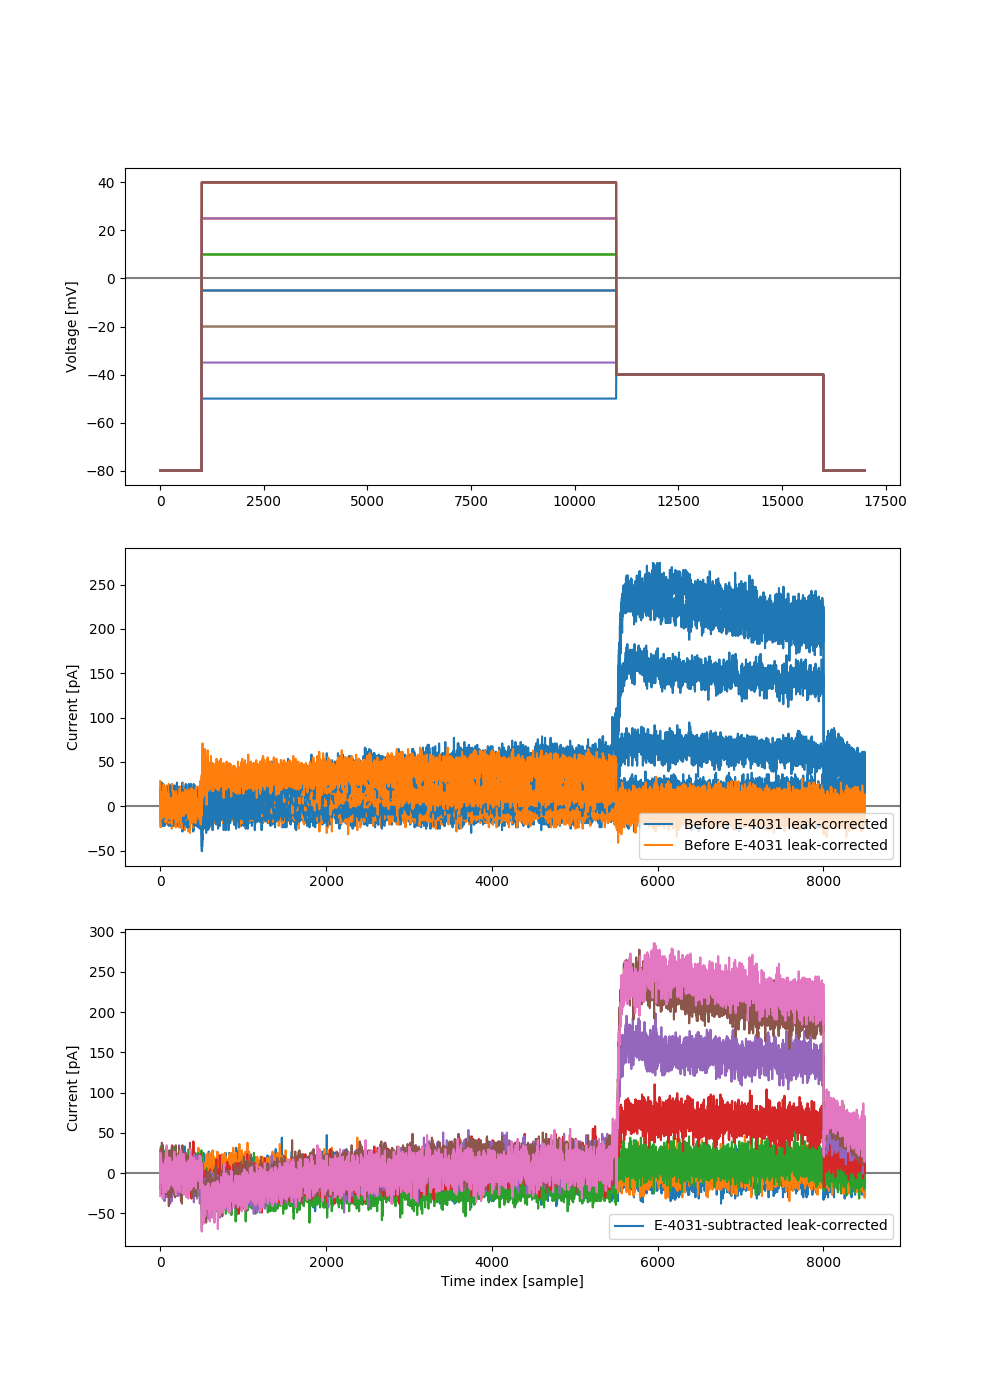 Voltage [mV]
40
20
0
−20
−40
−60
−80
0 2500 5000 7500 10000 12500 15000 17500
Current [pA]
250
200
150
100
50
0
−50
Before E-4031 leak-corrected
Before E-4031 leak-corrected
0 2000 4000 6000 8000
Current [pA]
300
250
200
150
100
50
0
−50
E-4031-subtracted leak-corrected
0 2000 4000 6000 8000
Time index [sample]